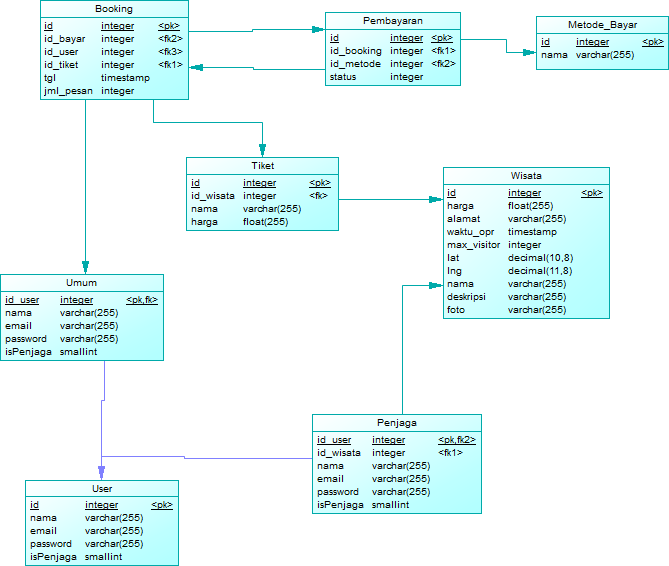 Booking
id integer <pk>
id_bayar integer <fk2>
id_user integer <fk3>
id_tiket integer <fk1>
tgl timestamp
jml_pesan integer
Pembayaran
id integer <pk>
id_booking integer <fk1>
id_metode integer <fk2>
status integer
Metode_Bayar
id integer <pk>
nama varchar(255)
Tiket
id integer <pk>
id_wisata integer <fk>
nama varchar(255)
harga float(255)
Wisata
id integer <pk>
harga float(255)
alamat varchar(255)
waktu_opr timestamp
max_visitor integer
lat decimal(10,8)
lng decimal(11,8)
nama varchar(255)
deskripsi varchar(255)
foto varchar(255)
Umum
id_user integer <pk,fk>
nama varchar(255)
email varchar(255)
password varchar(255)
isPenjaga smallint
Penjaga
id_user integer <pk,fk2>
id_wisata integer <fk1>
nama varchar(255)
email varchar(255)
password varchar(255)
isPenjaga smallint
User
id integer <pk>
nama varchar(255)
email varchar(255)
password varchar(255)
isPenjaga smallint